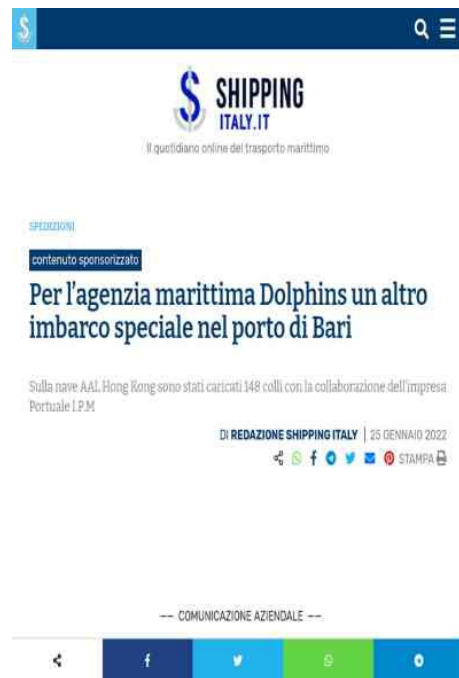 SHIPPING
ITALY.IT
Il quotidiano online del trasporto marittimo
SPEDIZIONI
contenuto sponsorizzato
Per l'agenzia marittima Dolphins un altro
imbarco speciale nel porto di Bari
Sulla nave AAL Hong Kong sono stati caricati 148 colli con la collaborazione dell'impresa
Portuale I.P.M
DI REDAZIONE SHIPPING ITALY | 25 GENNAIO 2022
STAMPA
—— COMUNICAZIONE AZIENDALE ——